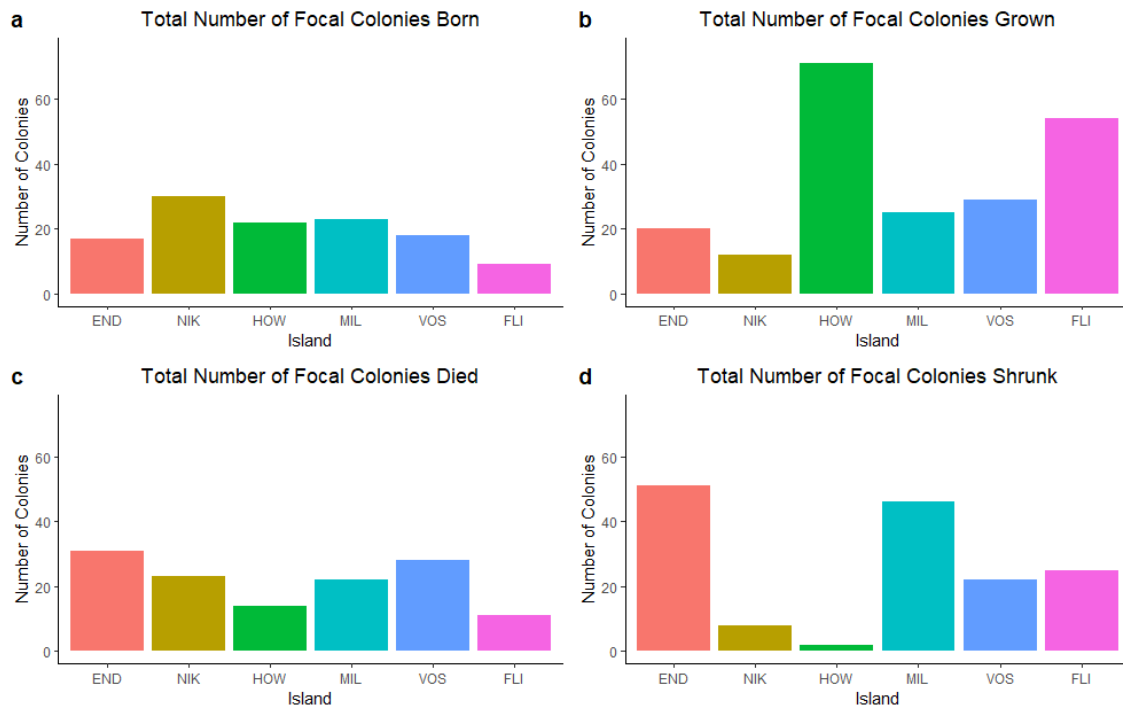 a Total Number of Focal Colonies Born
Number of Colonies
60
40
20
0
END NIK HOW MIL VOS FLI
Island
b Total Number of Focal Colonies Grown
Number of Colonies
60
40
20
0
END NIK HOW MIL VOS FLI
Island
c Total Number of Focal Colonies Died
Number of Colonies
60
40
20
0
END NIK HOW MIL VOS FLI
Island
d Total Number of Focal Colonies Shrunk
Number of Colonies
60
40
20
0
END NIK HOW MIL VOS FLI
Island